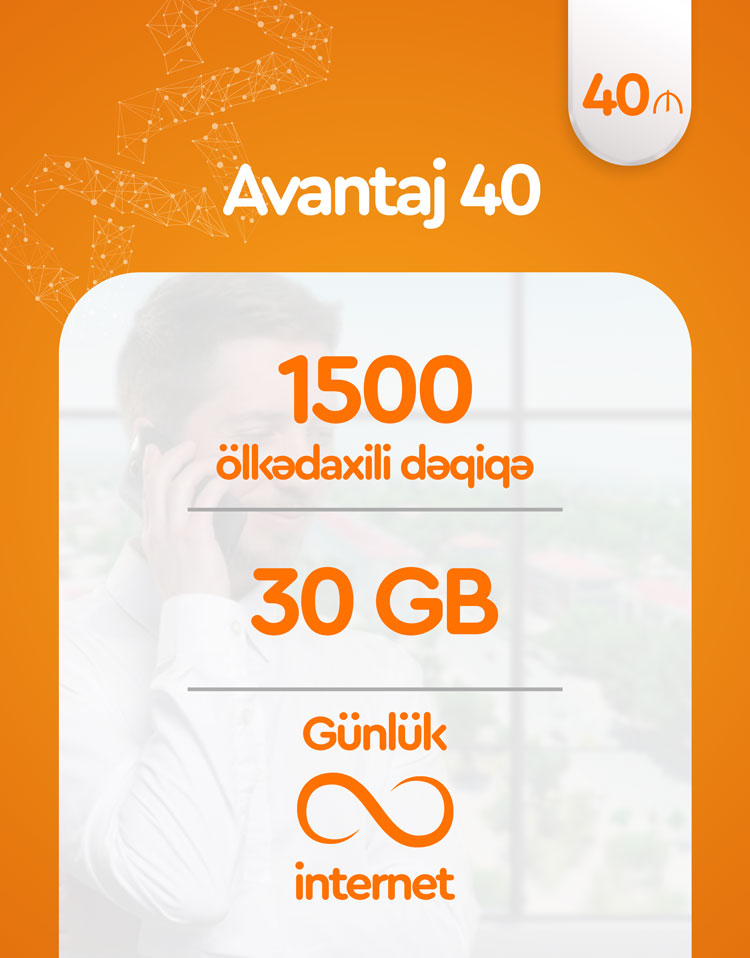 40₼
Avantaj 40
1500
ölkədaxili dəqiqə
30 GB
Günlük
∞
internet